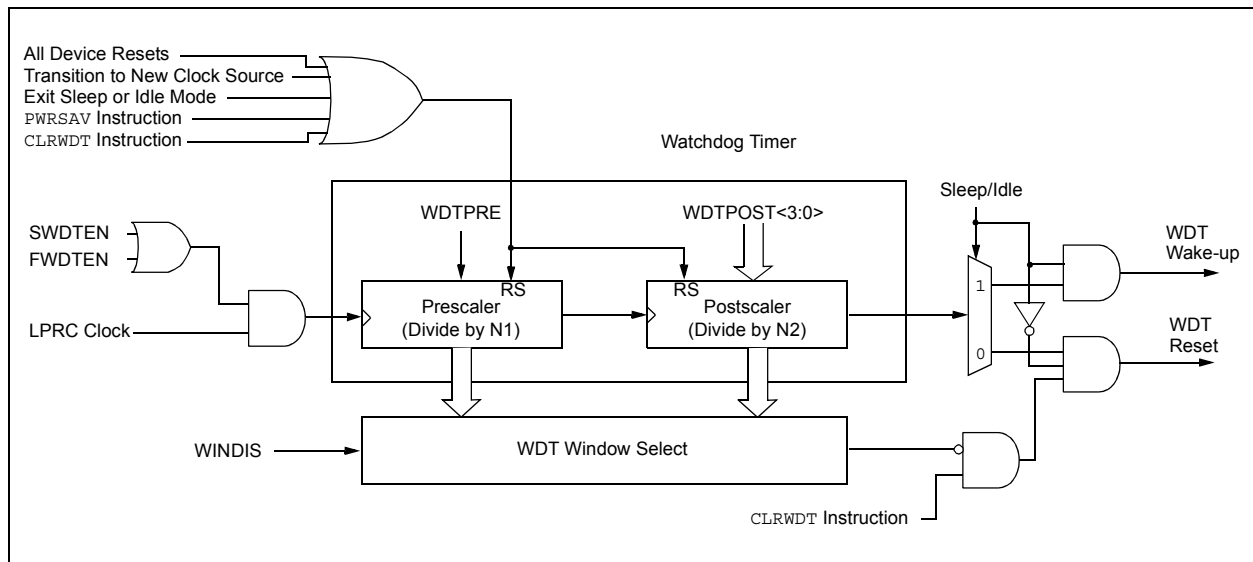 All Device Resets
Transition to New Clock Source
Exit Sleep or Idle Mode
PWRSAV Instruction
CLRWDT Instruction
Watchdog Timer
Sleep/Idle
WDTPRE
WDTPOST<3:0>
SWDTEN
FWDTEN
WDT
Wake-up
RS
RS
1
Prescaler
(Divide by N1)
Postscaler
(Divide by N2)
LPRC Clock
WDT
Reset
0
WINDIS
WDT Window Select
CLRWDT Instruction